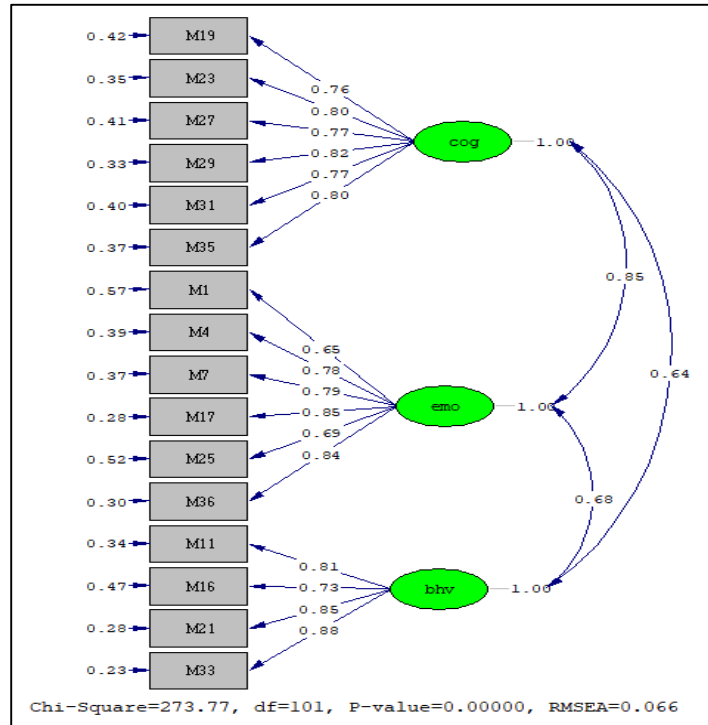 0.42 M19
0.76
0.35 M23
0.80
0.41 M27
0.77
cog 1.00
0.33 M29
0.82
0.40 M31
0.77
0.37 M35
0.80
0.57 M1
0.85
0.39 M4
0.65
0.37 M7
0.78
0.64
0.79
0.28 M17
0.85
emo 1.00
0.52 M25
0.69
0.30 M36
0.84
0.68
0.34 M11
0.81
0.47 M16
0.73
bhv 1.00
0.28 M21
0.85
0.23 M33
0.88
Chi-Square=273.77, df=101, P-value=0.00000, RMSEA=0.066